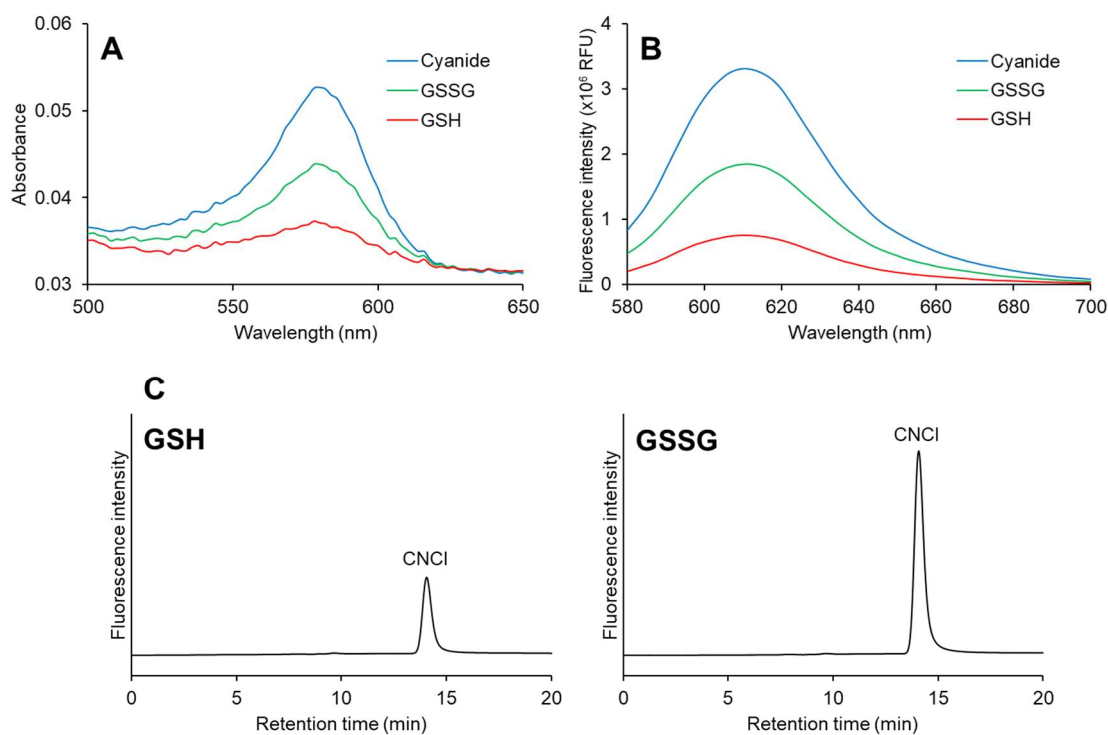 A
Absorbance
0.06
0.05
0.04
0.03
Cyanide
GSSG
GSH
500 550 600 650
Wavelength (nm)
B
Fluorescence intensity (x10⁶ RFU)
4
3
2
1
0
Cyanide
GSSG
GSH
580 600 620 640 660 680 700
Wavelength (nm)
C
GSH
Fluorescence intensity
CNCl
0 5 10 15 20
Retention time (min)
GSSG
Fluorescence intensity
CNCl
0 5 10 15 20
Retention time (min)